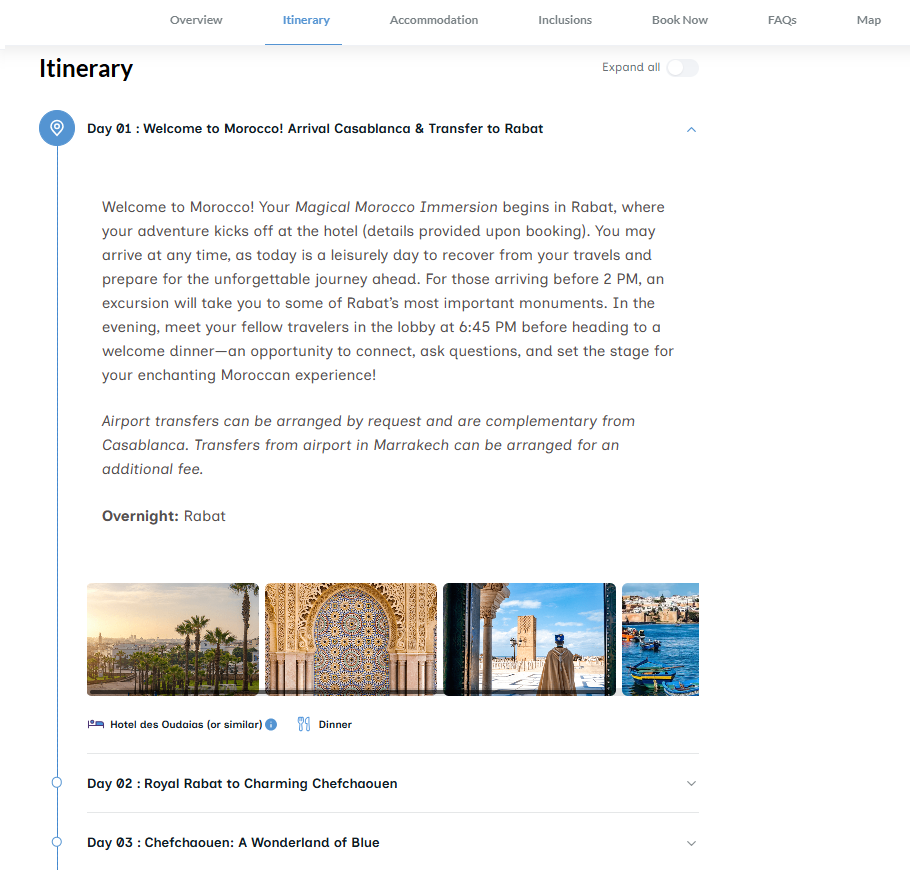 Overview
Itinerary
Accommodation
Inclusions
Book Now
FAQs
Map
Itinerary
Expand all
Day 01 : Welcome to Morocco! Arrival Casablanca & Transfer to Rabat
Welcome to Morocco! Your Magical Morocco Immersion begins in Rabat, where
your adventure kicks off at the hotel (details provided upon booking). You may
arrive at any time, as today is a leisurely day to recover from your travels and
prepare for the unforgettable journey ahead. For those arriving before 2 PM, an
excursion will take you to some of Rabat’s most important monuments. In the
evening, meet your fellow travelers in the lobby at 6:45 PM before heading to a
welcome dinner—an opportunity to connect, ask questions, and set the stage for
your enchanting Moroccan experience!
Airport transfers can be arranged by request and are complementary from
Casablanca. Transfers from airport in Marrakech can be arranged for an
additional fee.
Overnight: Rabat
Hotel des Oudaias (or similar)
Dinner
Day 02 : Royal Rabat to Charming Chefchaouen
Day 03 : Chefchaouen: A Wonderland of Blue